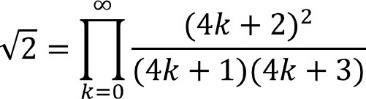 √2 = ∏_{k=0}^{∞} (4k + 2)² / (4k + 1)(4k + 3)